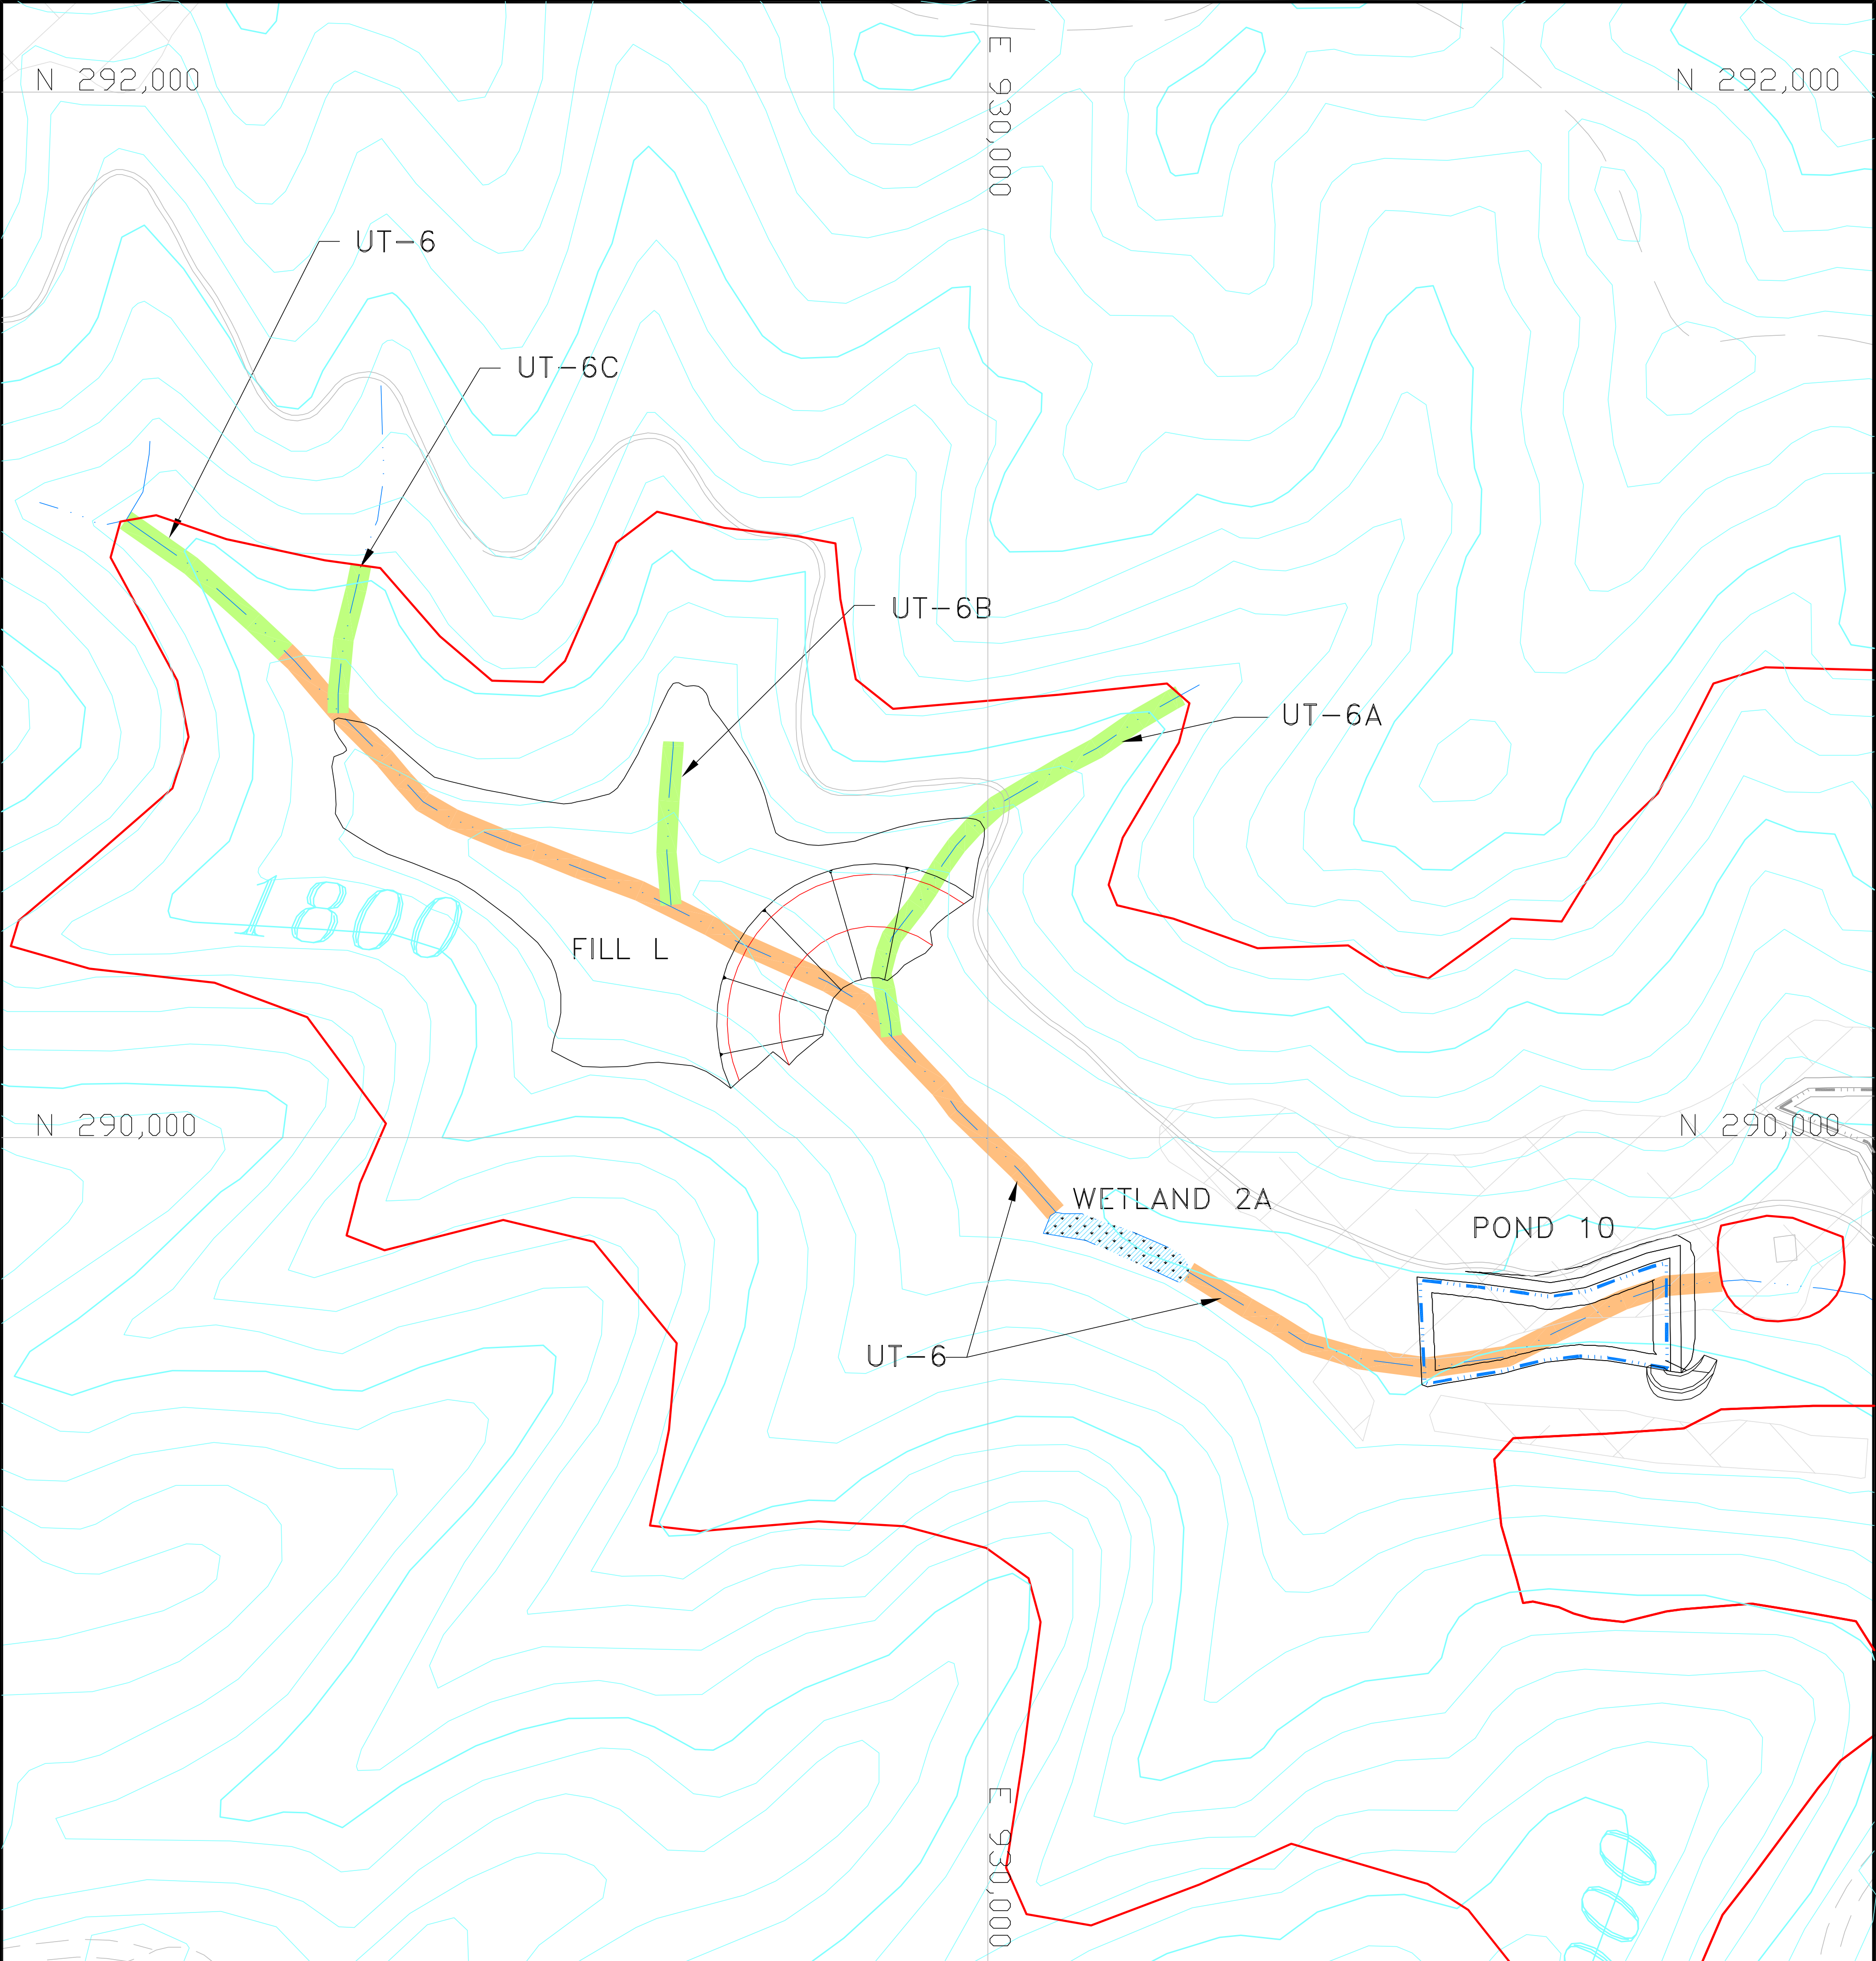 N 292,000
E 930,000
N 292,000
UT-6
UT-6C
UT-6B
UT-6A
1800
FILL L
N 290,000
N 290,000
WETLAND 2A
POND 10
UT-6
E 930,000